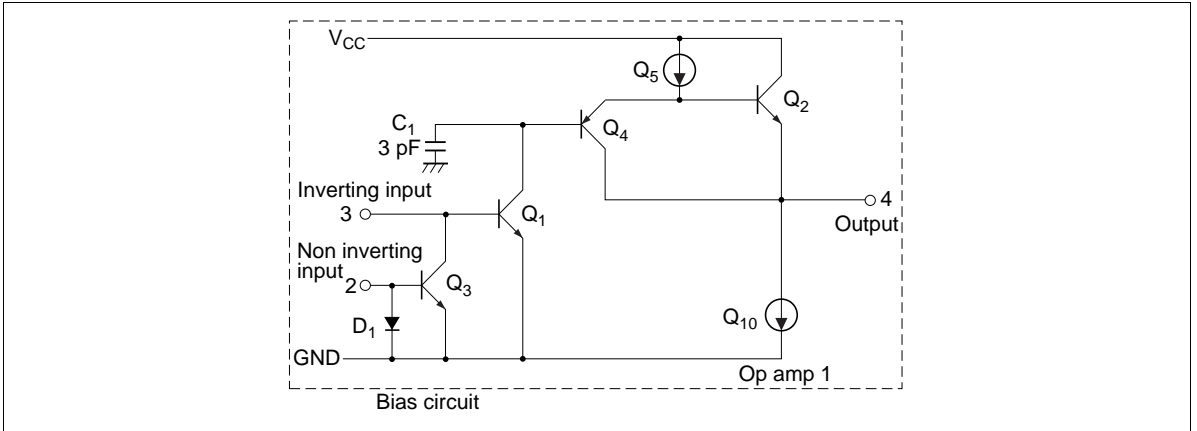 V_CC
Q5
Q2
C1
3 pF
Q4
Inverting input
3
Q1
4
Output
Non inverting
input
2
Q3
D1
Q10
GND
Op amp 1
Bias circuit